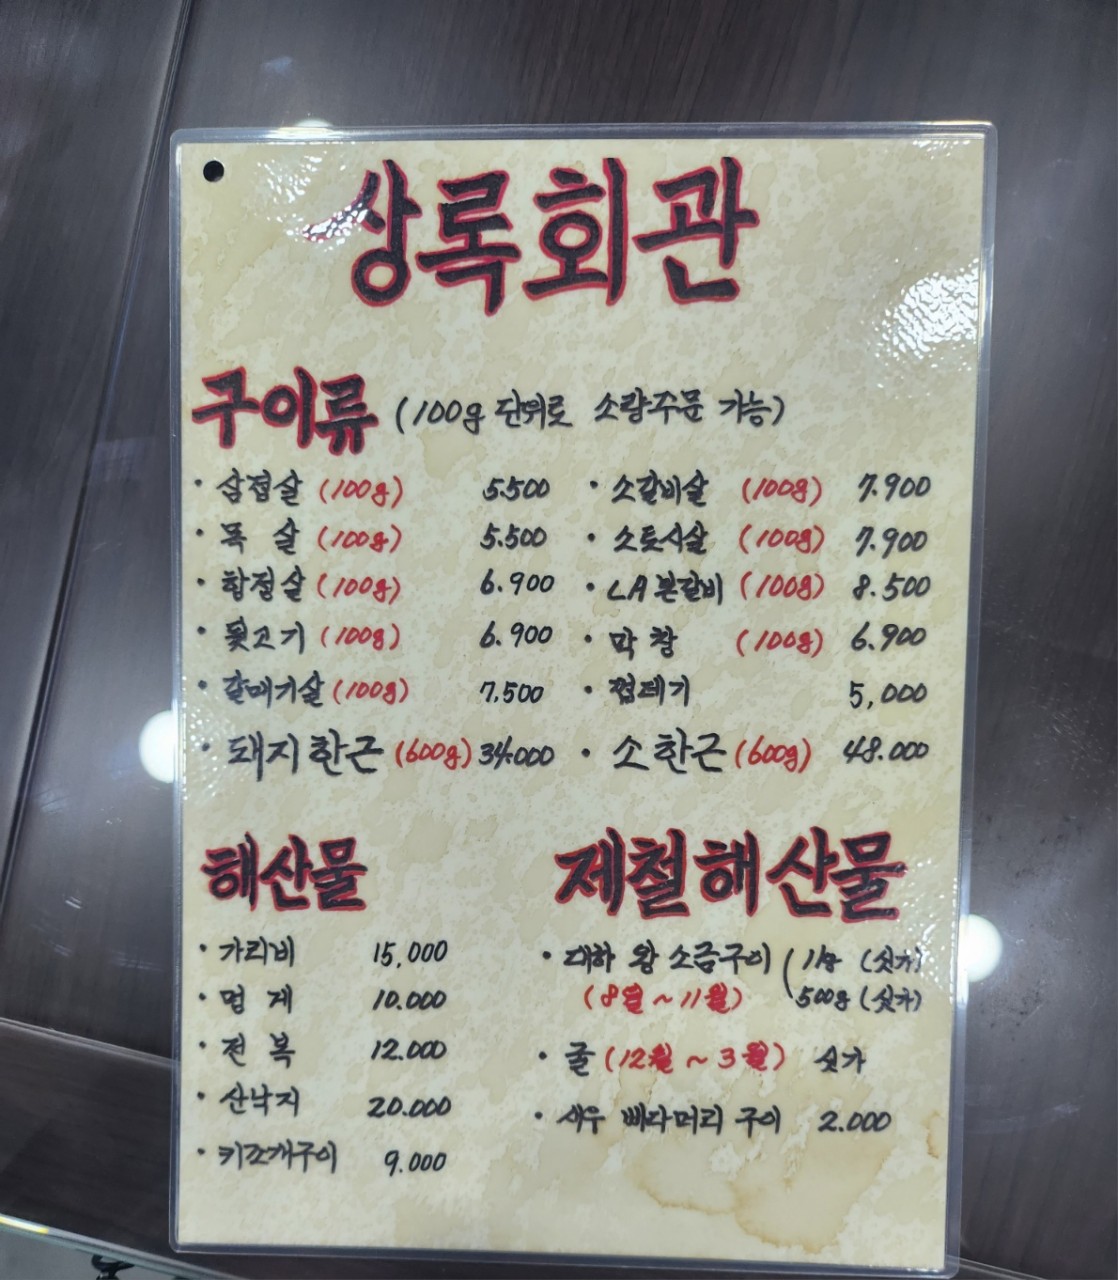 상록회관
구이류 (100g 단위로 소량주문 가능)
· 삼겹살 (100g) 5.500
· 목 살 (100g) 5.500
· 항정살 (100g) 6.900
· 뒷고기 (100g) 6.900
· 갈매기살 (100g) 7.500
· 돼지한근 (600g) 34.000
· 소갈비살 (100g) 7.900
· 소토시살 (100g) 7.900
· LA본갈비 (100g) 8.500
· 막 창 (100g) 6.900
· 껍데기 5,000
· 소한근 (600g) 48.000
해산물
· 가리비 15,000
· 멍 게 10.000
· 전 복 12.000
· 산낙지 20.000
· 키조개구이 9.000
제철해산물
· 대하 왕 소금구이 ( 1kg (싯가)
(8월 ~ 11월) 500g (싯가)
· 굴 (12월 ~ 3월) 싯가
· 새우 삐다머리 구이 2.000